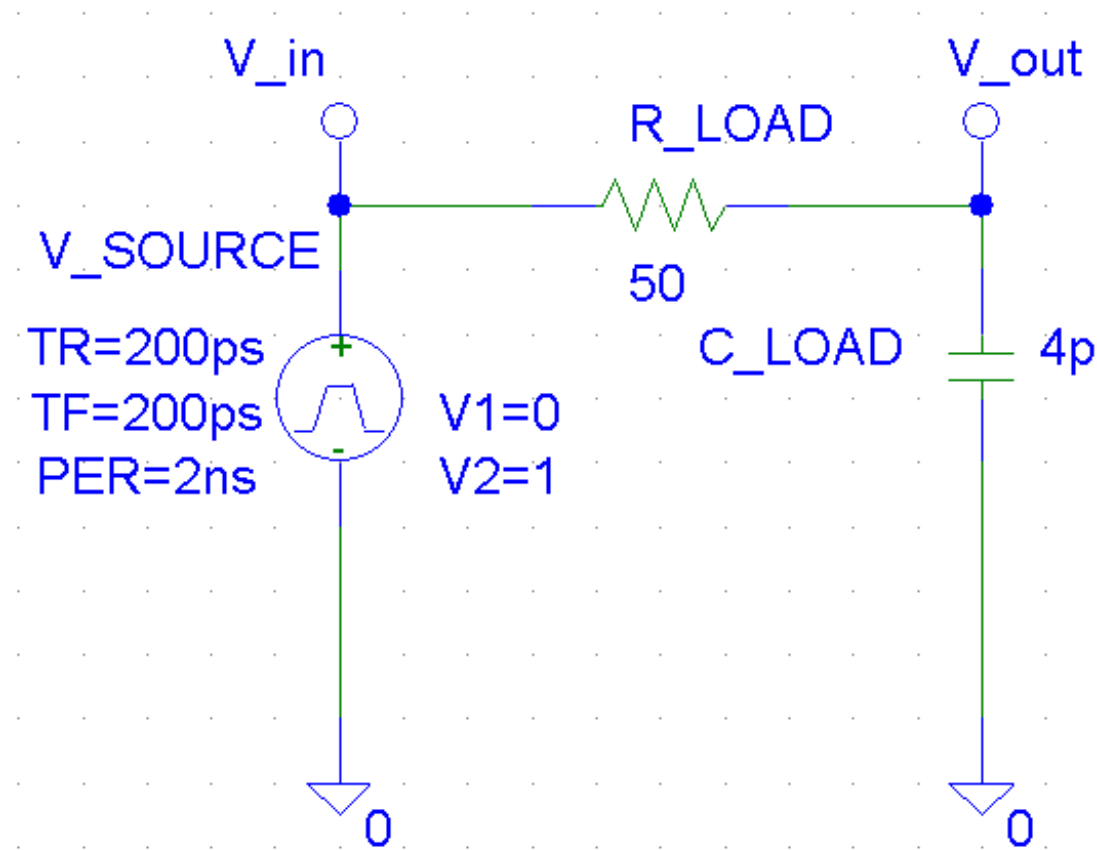 V_in
V_out
R_LOAD
V_SOURCE
50
TR=200ps
+
C_LOAD
4p
TF=200ps
V1=0
-
PER=2ns
V2=1
0
0